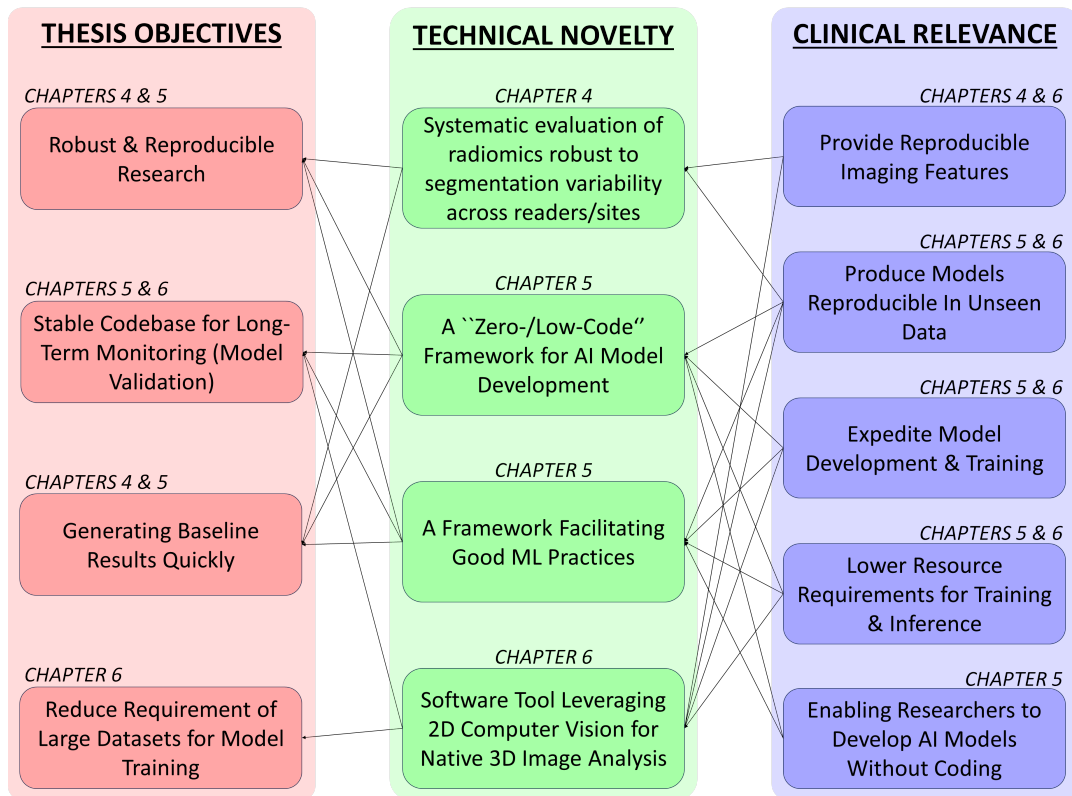 THESIS OBJECTIVES
CHAPTERS 4 & 5
Robust & Reproducible
Research
CHAPTERS 5 & 6
Stable Codebase for Long-
Term Monitoring (Model
Validation)
CHAPTERS 4 & 5
Generating Baseline
Results Quickly
CHAPTER 6
Reduce Requirement of
Large Datasets for Model
Training
TECHNICAL NOVELTY
CHAPTER 4
Systematic evaluation of
radiomics robust to
segmentation variability
across readers/sites
CHAPTER 5
A ``Zero-/Low-Code‘’
Framework for AI Model
Development
CHAPTER 5
A Framework Facilitating
Good ML Practices
CHAPTER 6
Software Tool Leveraging
2D Computer Vision for
Native 3D Image Analysis
CLINICAL RELEVANCE
CHAPTERS 4 & 6
Provide Reproducible
Imaging Features
CHAPTERS 5 & 6
Produce Models
Reproducible In Unseen
Data
CHAPTERS 5 & 6
Expedite Model
Development & Training
CHAPTERS 5 & 6
Lower Resource
Requirements for Training
& Inference
CHAPTER 5
Enabling Researchers to
Develop AI Models
Without Coding